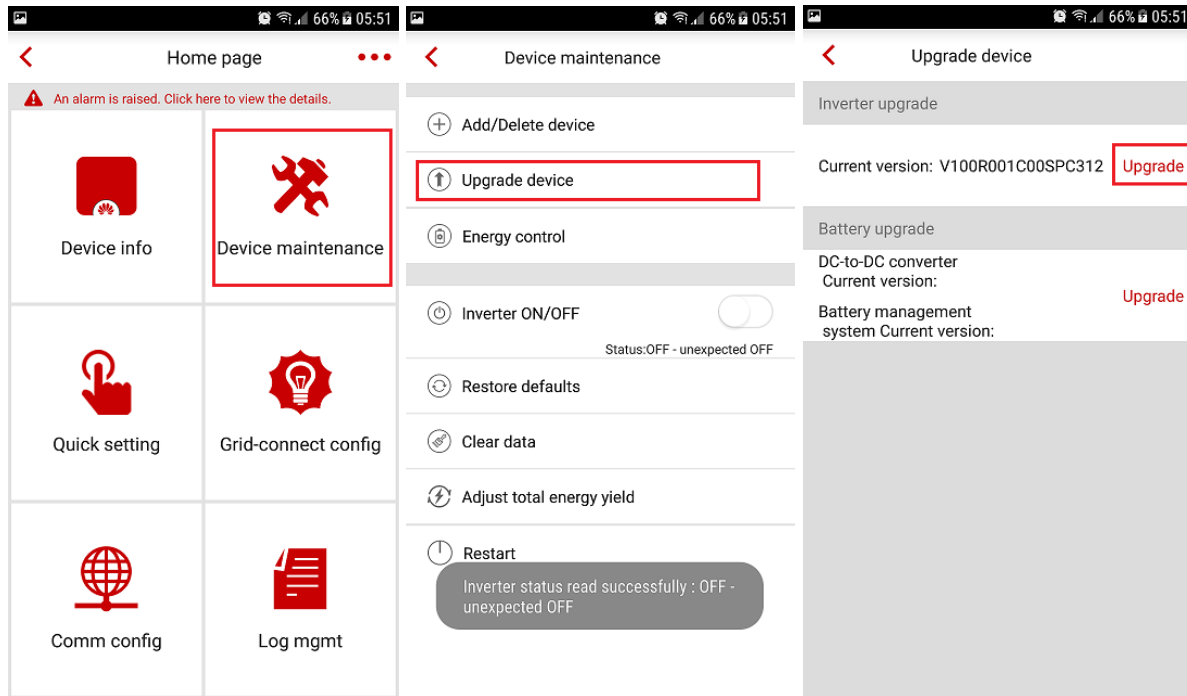 66% 05:51
Home page
An alarm is raised. Click here to view the details.
Device info
Device maintenance
Quick setting
Grid-connect config
Comm config
Log mgmt
66% 05:51
Device maintenance
Add/Delete device
Upgrade device
Energy control
Inverter ON/OFF
Status:OFF - unexpected OFF
Restore defaults
Clear data
Adjust total energy yield
Restart
Inverter status read successfully : OFF -
unexpected OFF
66% 05:51
Upgrade device
Inverter upgrade
Current version: V100R001C00SPC312 Upgrade
Battery upgrade
DC-to-DC converter
Current version:
Upgrade
Battery management
system Current version: